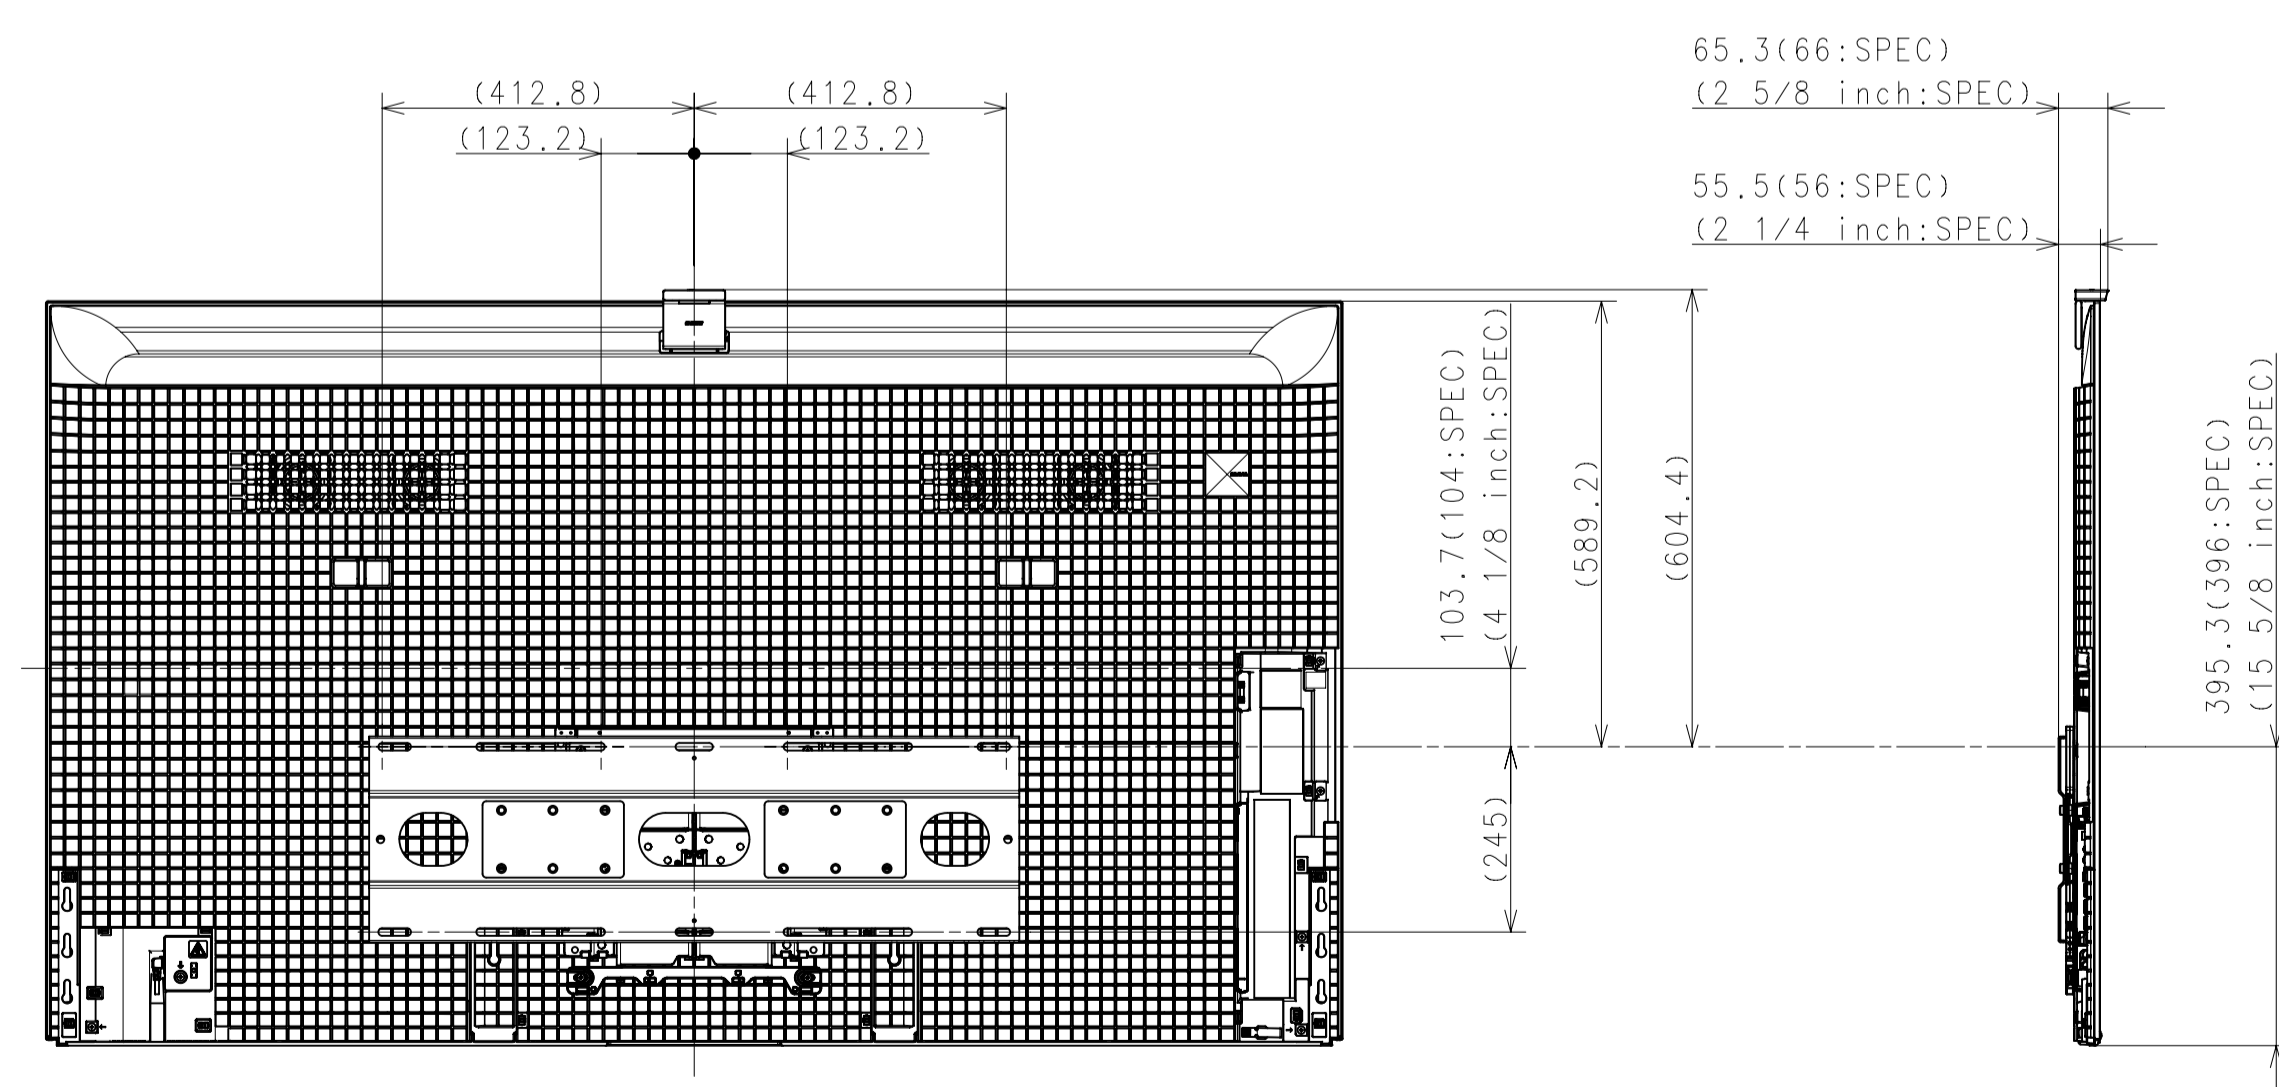 65.3(66:SPEC)
(2 5/8 inch:SPEC)
(412.8)
(412.8)
(123.2)
(123.2)
55.5(56:SPEC)
(2 1/4 inch:SPEC)
103.7(104:SPEC)
(4 1/8 inch:SPEC)
(589.2)
(604.4)
395.3(396:SPEC)
(15 5/8 inch:SPEC)
(245)